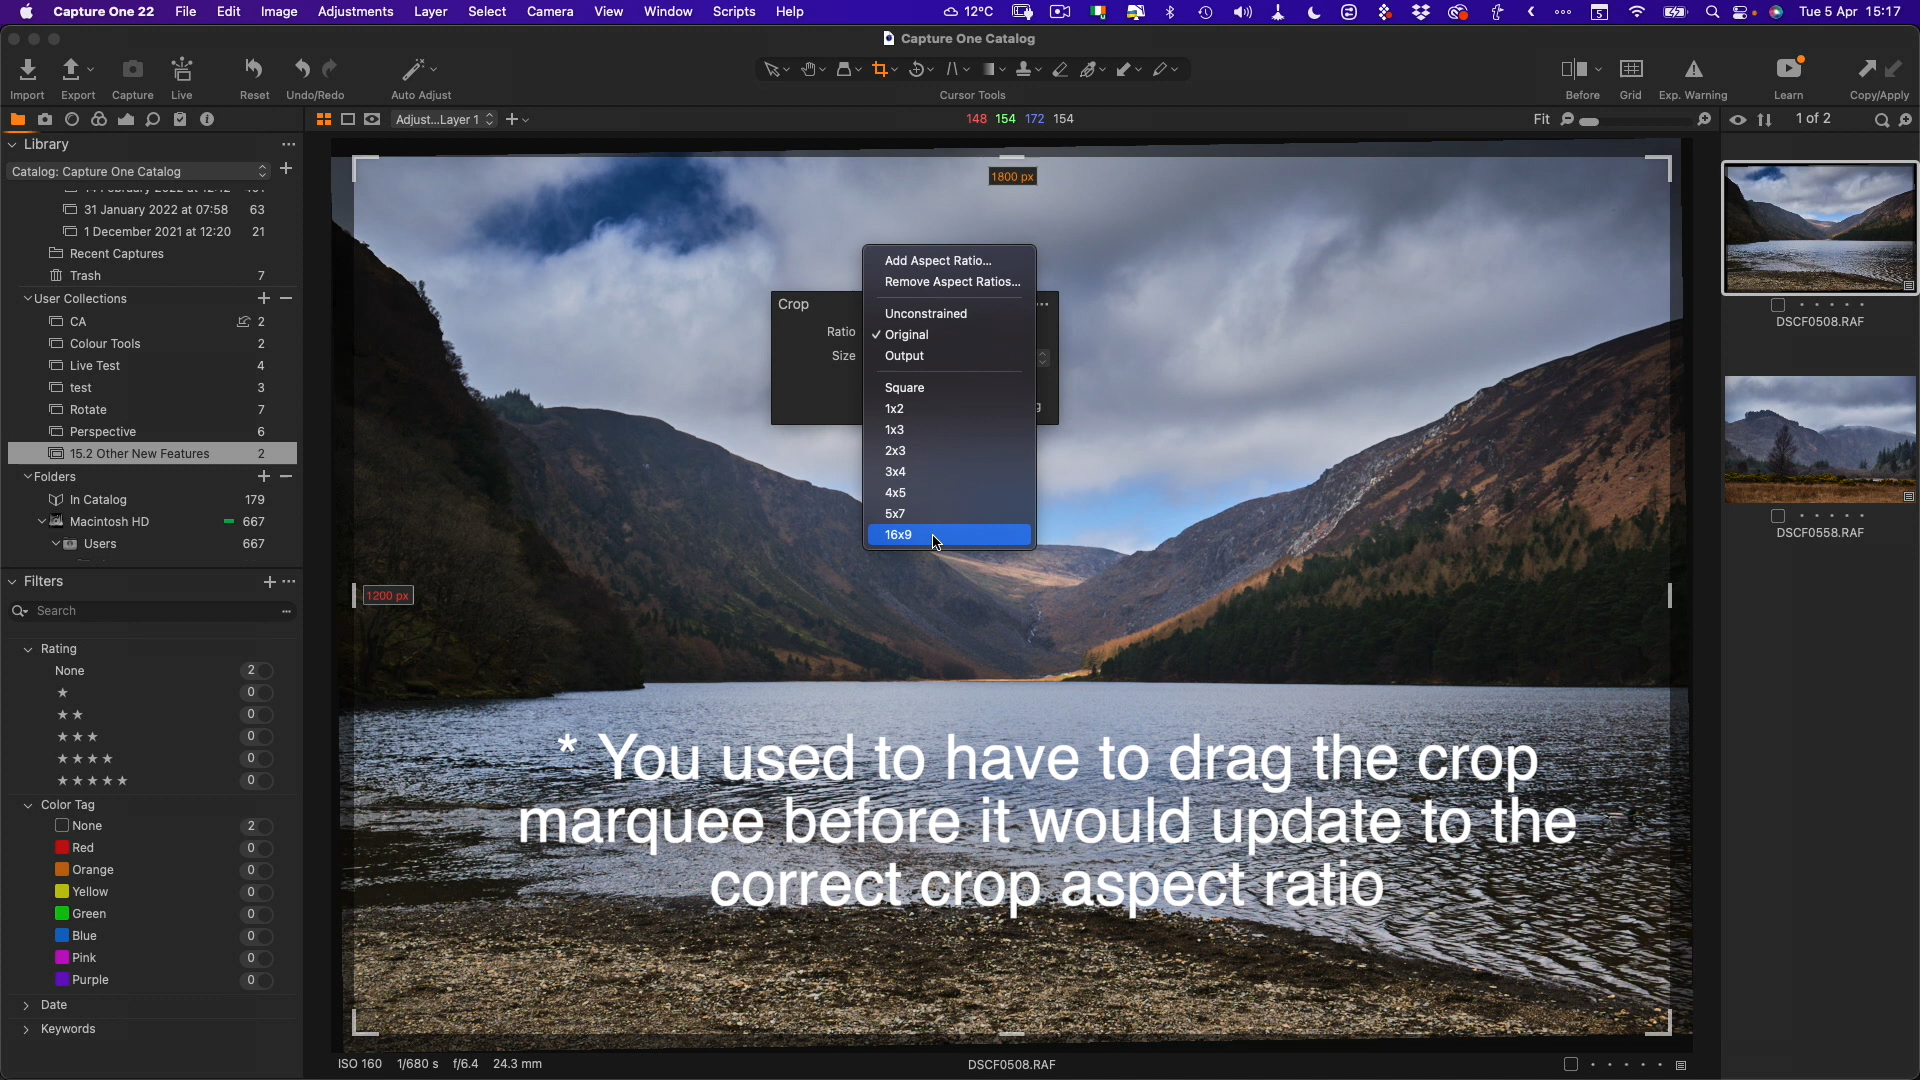 Capture One 22 File Edit Image Adjustments Layer Select Camera View Window Scripts Help 12°C 5 Tue 5 Apr 15:17
Capture One Catalog
Import Export Capture Live Reset Undo/Redo Auto Adjust Cursor Tools Before Grid Exp. Warning Learn Copy/Apply
Adjust...Layer 1 148 154 172 154 Fit 1 of 2
Library
Catalog: Capture One Catalog
31 January 2022 at 07:58 63
1 December 2021 at 12:20 21
Recent Captures
Trash 7
User Collections
CA 2
Colour Tools 2
Live Test 4
test 3
Rotate 7
Perspective 6
15.2 Other New Features 2
Folders
In Catalog 179
Macintosh HD 667
Users 667
Filters
Search
Rating
None 2
★ 0
★★ 0
★★★ 0
★★★★ 0
★★★★★ 0
Color Tag
None 2
Red 0
Orange 0
Yellow 0
Green 0
Blue 0
Pink 0
Purple 0
Date
Keywords
1800 px
1200 px
Crop
Ratio
Size
Add Aspect Ratio...
Remove Aspect Ratios...
Unconstrained
✓ Original
Output
Square
1x2
1x3
2x3
3x4
4x5
5x7
16x9
* You used to have to drag the crop
marquee before it would update to the
correct crop aspect ratio
ISO 160 1/680 s f/6.4 24.3 mm DSCF0508.RAF
DSCF0508.RAF
DSCF0558.RAF